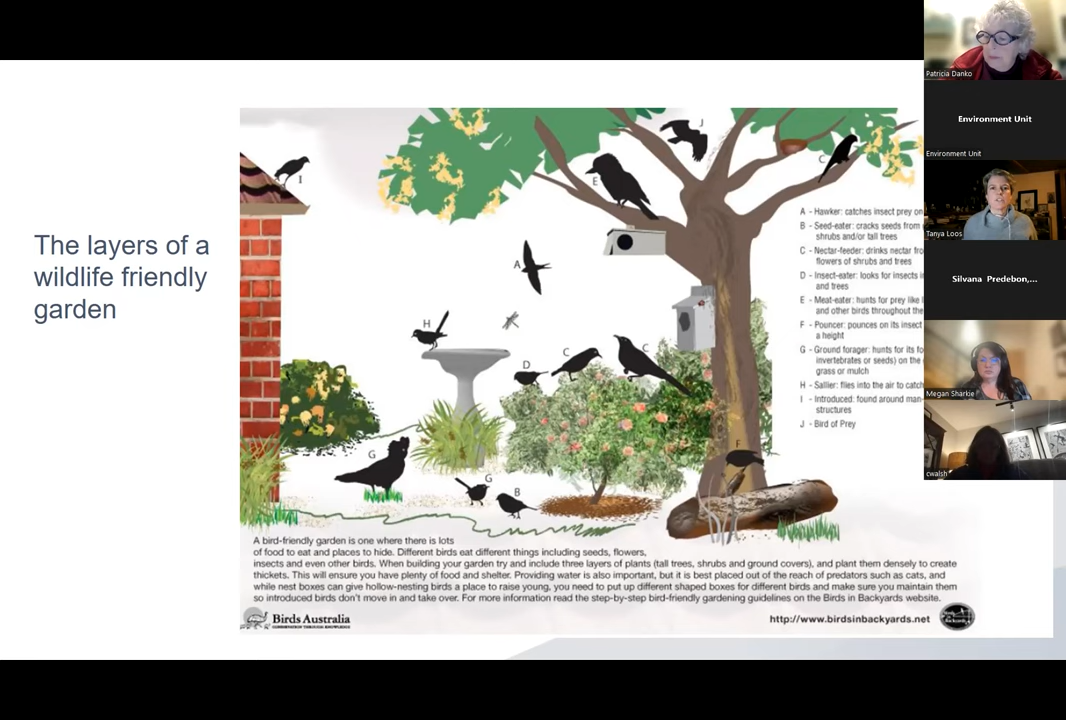 The layers of a
wildlife friendly
garden
I
J
E
C
A
H
D
C
C
G
G
B
F
A - Hawker: catches insect prey on
B - Seed-eater: cracks seeds from
shrubs and/or tall trees
C - Nectar-feeder: drinks nectar fro
flowers of shrubs and trees
D - Insect-eater: looks for insects i
and trees
E - Meat-eater: hunts for prey like l
and other birds throughout the
F - Pouncer: pounces on its insect
a height
G - Ground forager: hunts for its fo
invertebrates or seeds) on the
grass or mulch
H - Sallier: flies into the air to catch
I - Introduced: found around man-
structures
J - Bird of Prey
A bird-friendly garden is one where there is lots
of food to eat and places to hide. Different birds eat different things including seeds, flowers,
insects and even other birds. When building your garden try and include three layers of plants (tall trees, shrubs and ground covers), and plant them densely to create
thickets. This will ensure you have plenty of food and shelter. Providing water is also important, but it is best placed out of the reach of predators such as cats, and
while nest boxes can give hollow-nesting birds a place to raise young, you need to put up different shaped boxes for different birds and make sure you maintain them
so introduced birds don't move in and take over. For more information read the step-by-step bird-friendly gardening guidelines on the Birds in Backyards website.
Birds Australia
CONSERVATION THROUGH KNOWLEDGE
http://www.birdsinbackyards.net
Patricia Danko
Environment Unit
Environment Unit
Tanya Loos
Silvana Predebon,...
Megan Sharkie
cwalsh